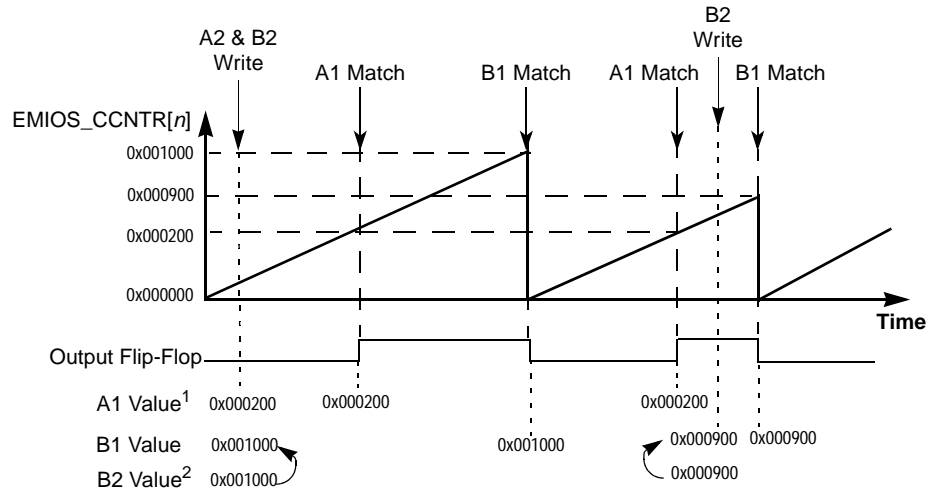 A2 & B2
Write
B2
Write
A1 Match
B1 Match
A1 Match
B1 Match
EMIOS_CCNTR[n]
0x001000
0x000900
0x000200
0x000000
Time
Output Flip-Flop
A1 Value1 0x000200 0x000200 0x000200
B1 Value 0x001000 0x001000 0x000900 0x000900
B2 Value2 0x001000 0x000900